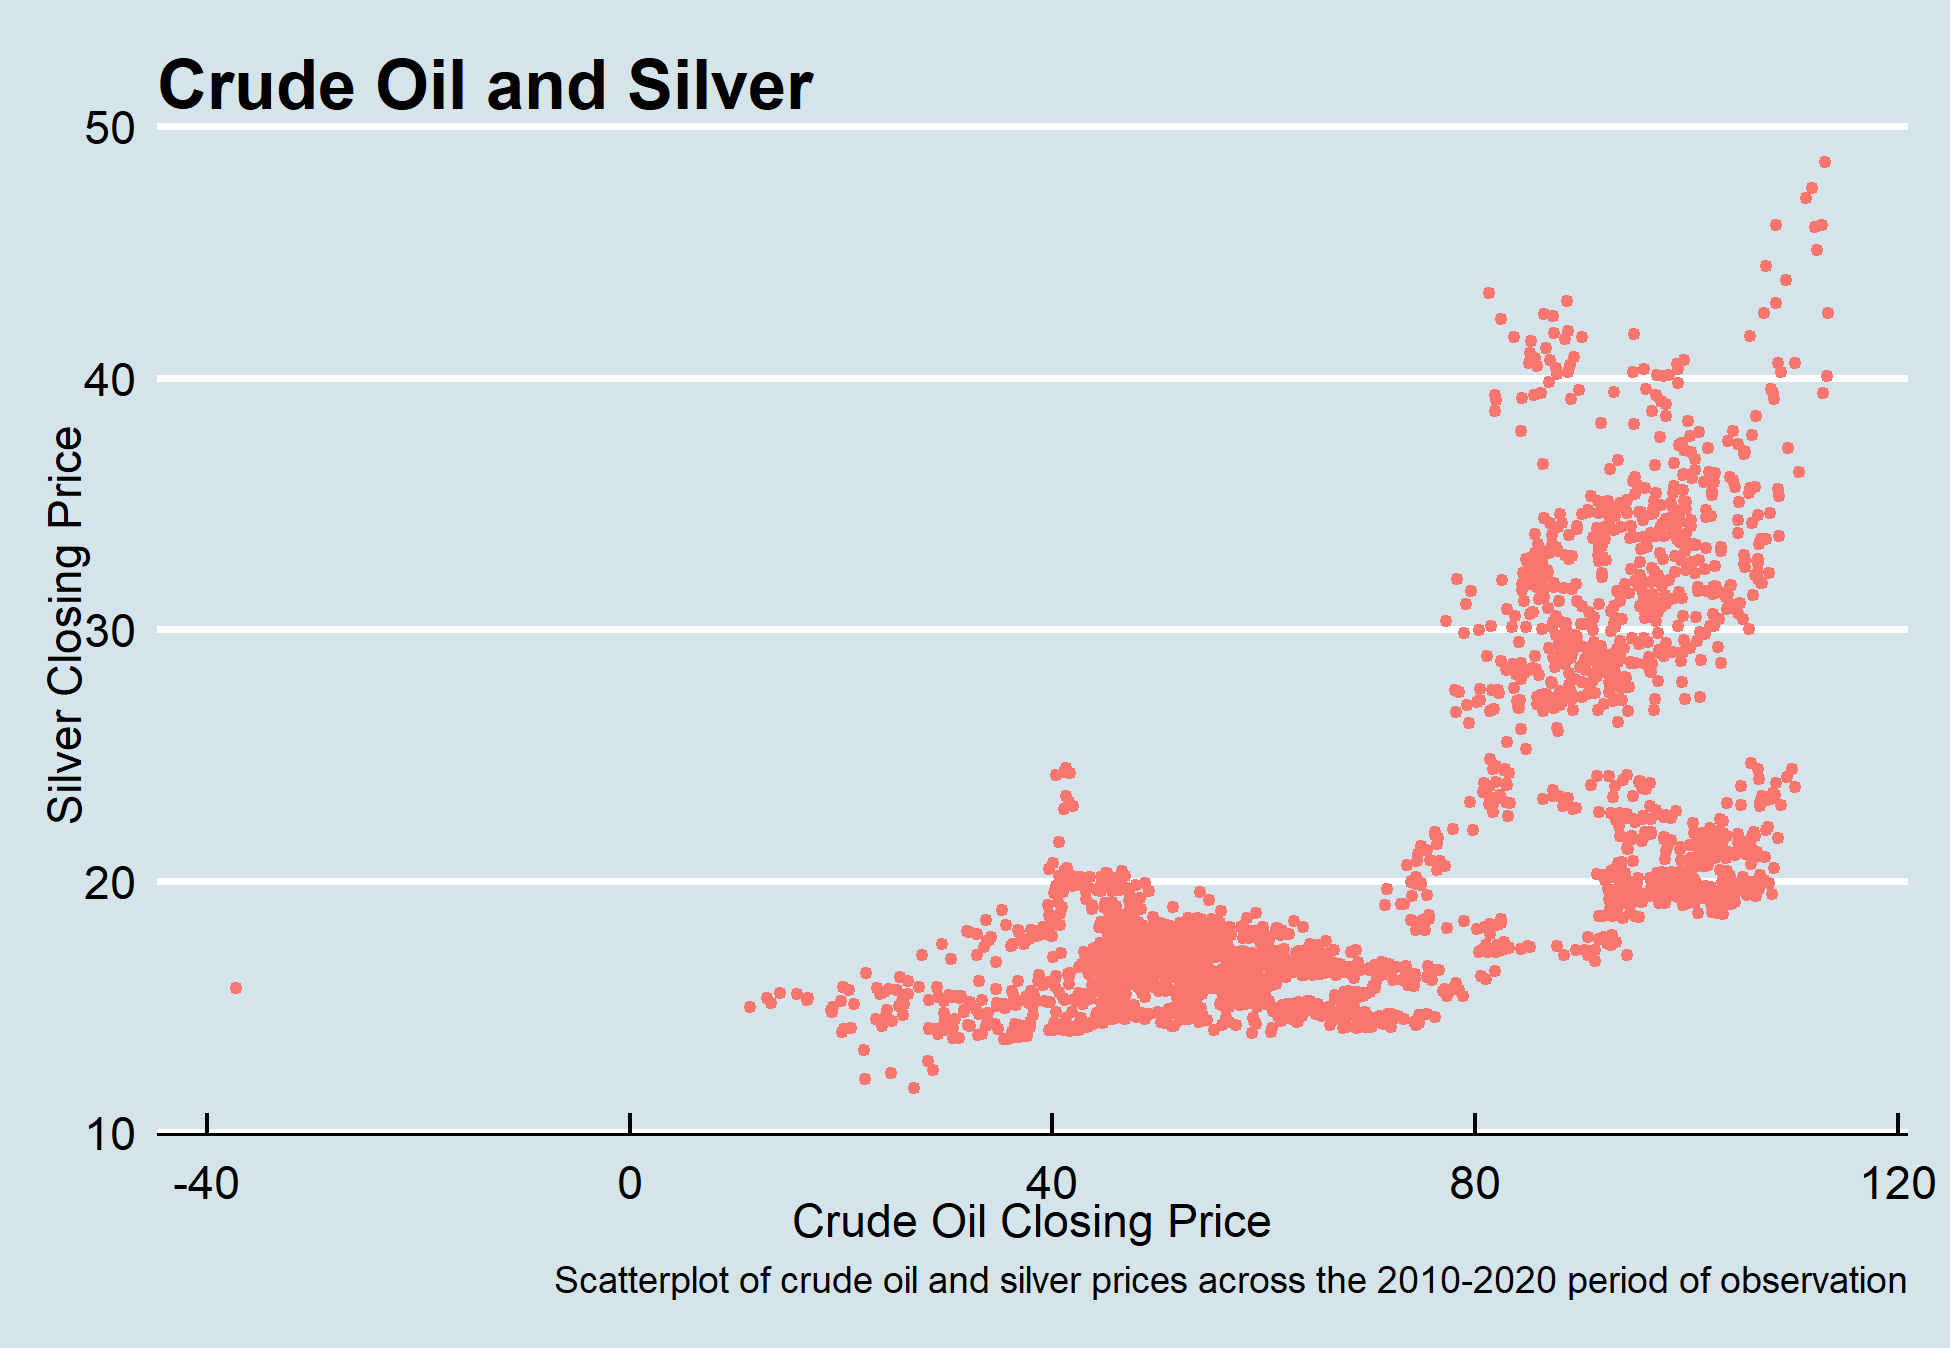 Crude Oil and Silver
50
40
30
20
10
Silver Closing Price
-40 0 40 80 120
Crude Oil Closing Price
Scatterplot of crude oil and silver prices across the 2010-2020 period of observation